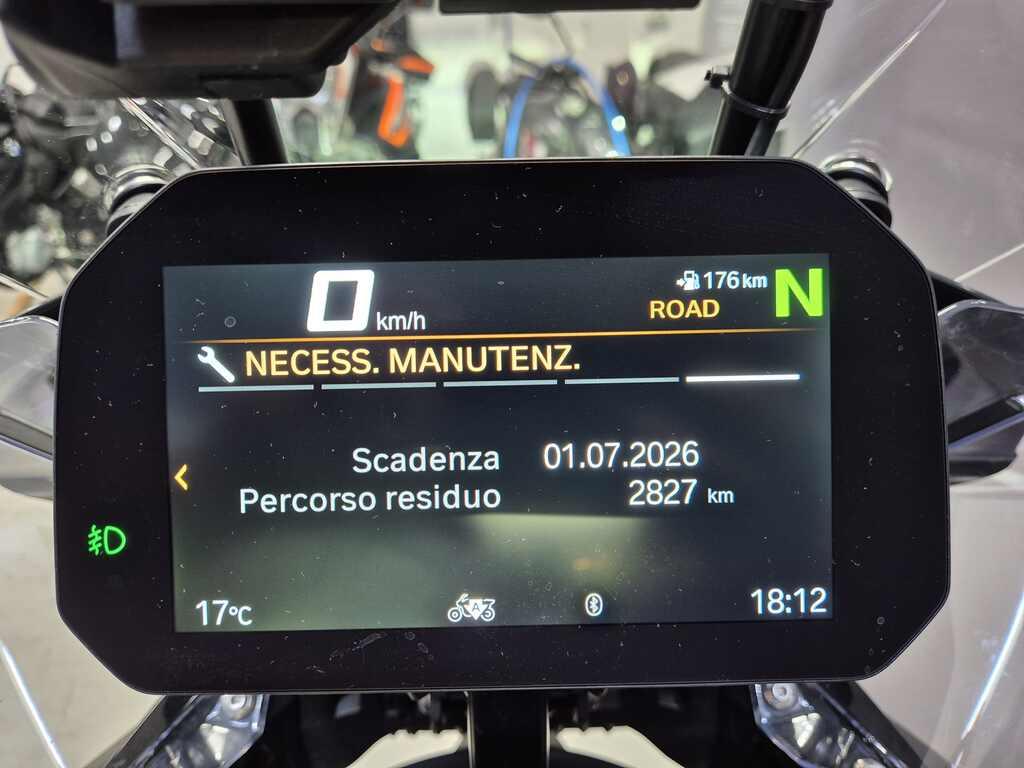 0 km/h
176 km
ROAD
N
NECESS. MANUTENZ.
Scadenza 01.07.2026
Percorso residuo 2827 km
17°C
A
18:12